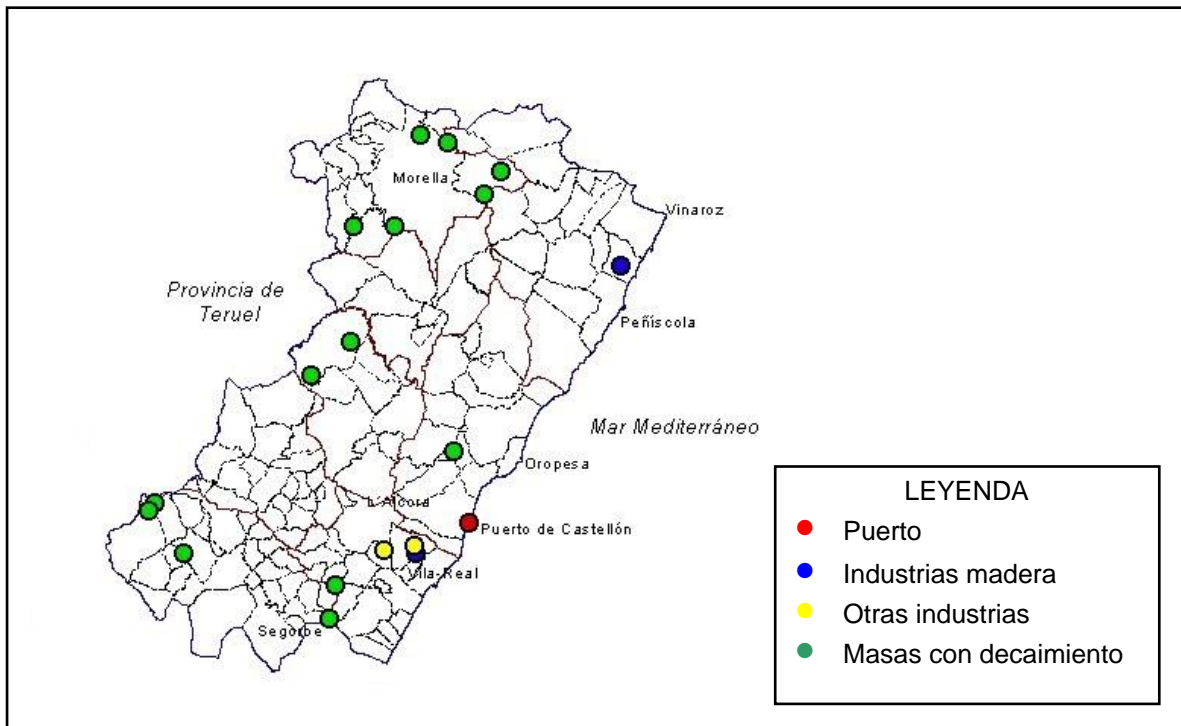 Morella
Vinaroz
Provincia de
Teruel
Peñíscola
Mar Mediterráneo
Oropesa
L'Alcora
Puerto de Castellón
Vila-Real
Segorbe
LEYENDA
Puerto
Industrias madera
Otras industrias
Masas con decaimiento